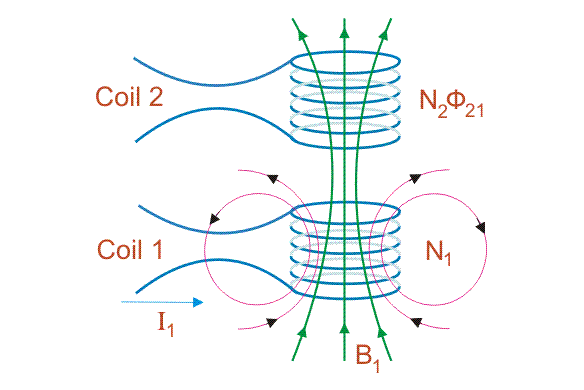 Coil 2
N₂Φ₂₁
Coil 1
N₁
I₁
B₁